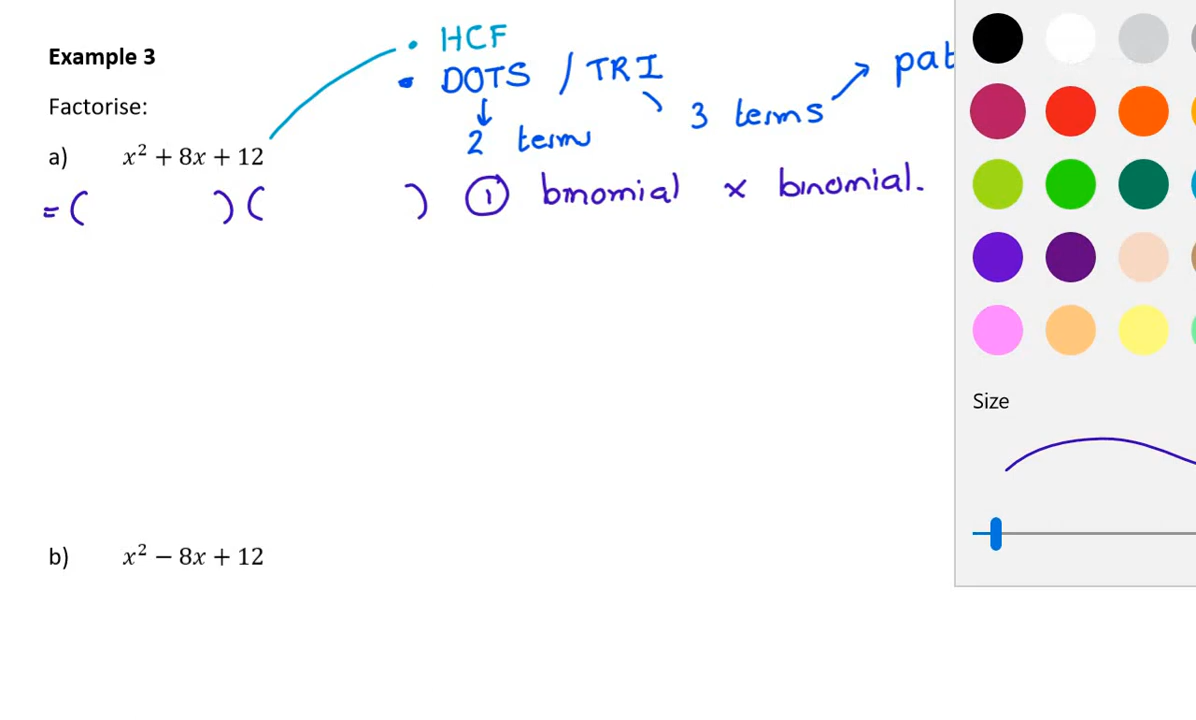 Example 3
• HCF
• DOTS / TRI
↓ 2 terms
↘ 3 terms ↗ pat
Factorise:
a) x² + 8x + 12
= ( ) ( ) ① binomial × binomial.
b) x² − 8x + 12
Size